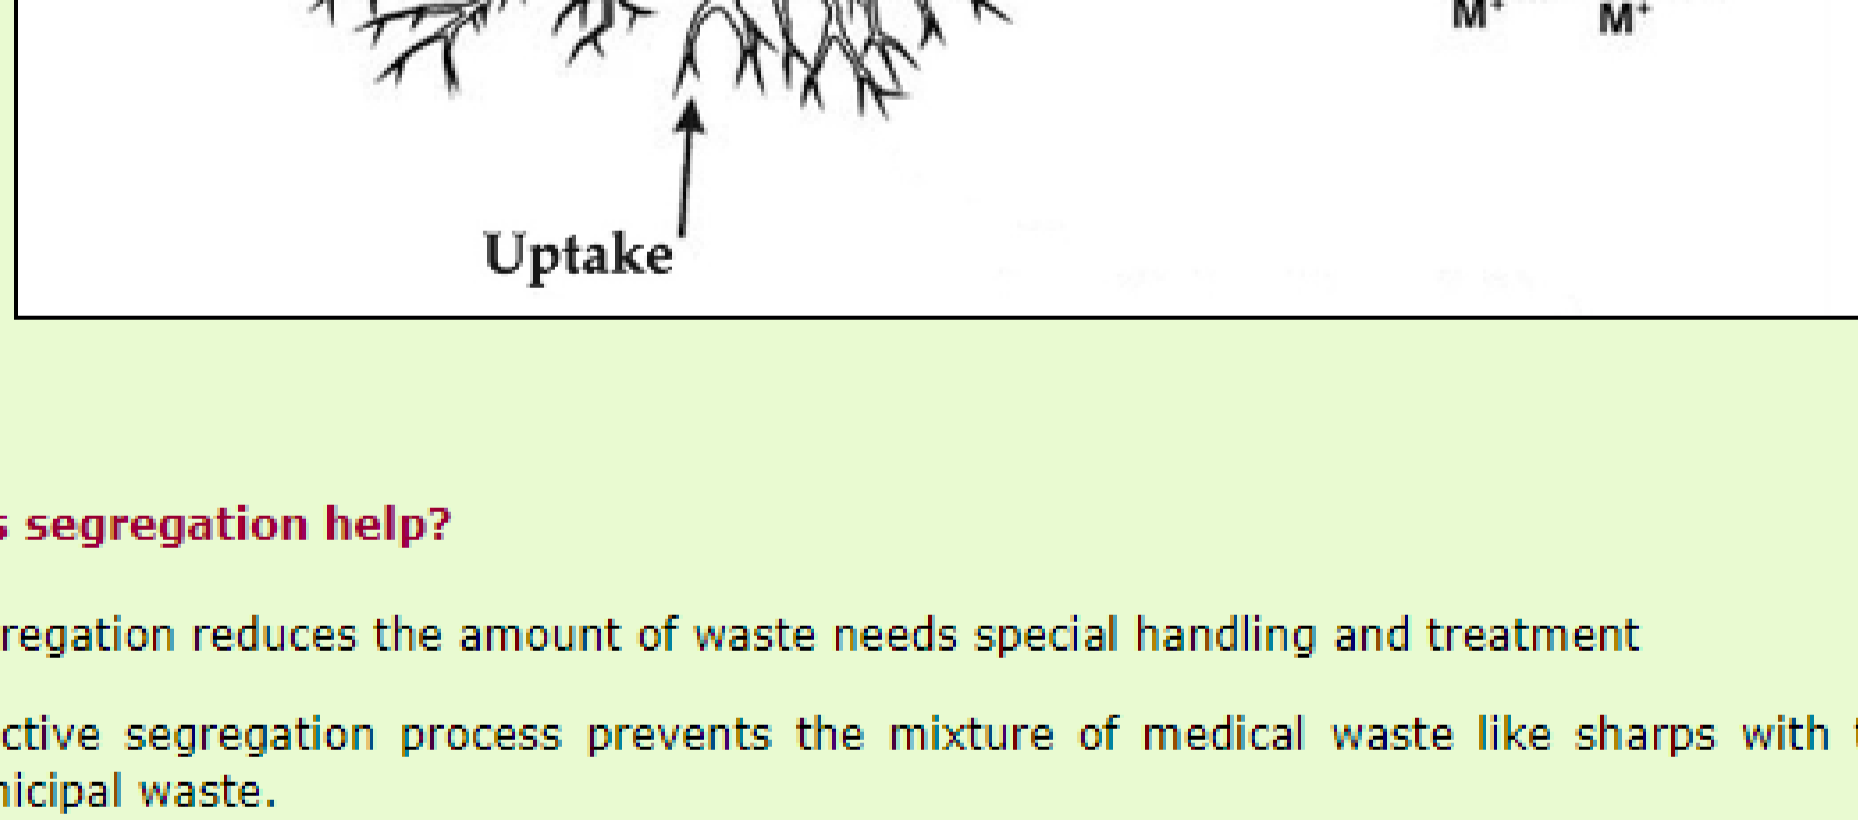 M⁺
M⁺
Uptake
segregation help?
regation reduces the amount of waste needs special handling and treatment
ctive segregation process prevents the mixture of medical waste like sharps with
nicipal waste.